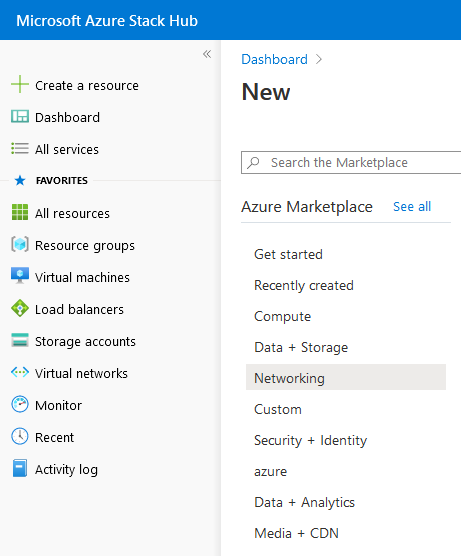 Microsoft Azure Stack Hub
«
Create a resource
Dashboard
All services
FAVORITES
All resources
Resource groups
Virtual machines
Load balancers
Storage accounts
Virtual networks
Monitor
Recent
Activity log
Dashboard >
New
Search the Marketplace
Azure Marketplace See all
Get started
Recently created
Compute
Data + Storage
Networking
Custom
Security + Identity
azure
Data + Analytics
Media + CDN